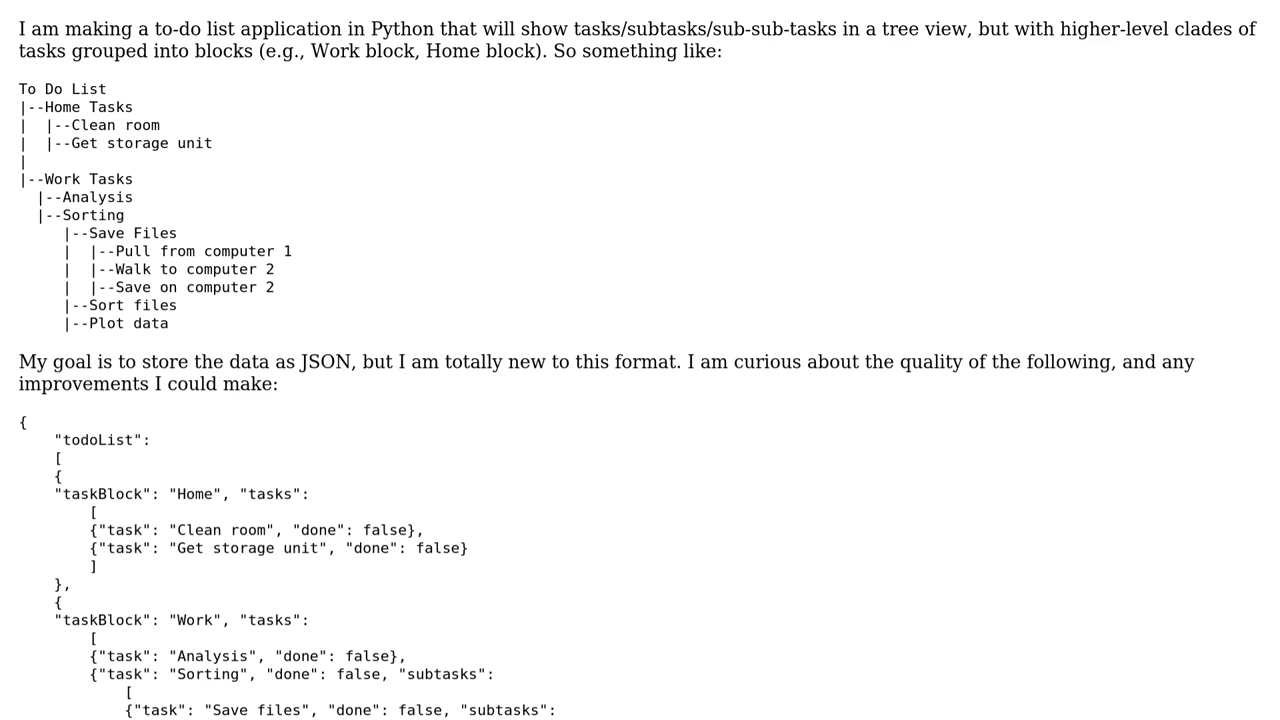 I am making a to-do list application in Python that will show tasks/subtasks/sub-sub-tasks in a tree view, but with higher-level clades of
tasks grouped into blocks (e.g., Work block, Home block). So something like:
To Do List
|--Home Tasks
|  |--Clean room
|  |--Get storage unit
|
|--Work Tasks
  |--Analysis
  |--Sorting
     |--Save Files
     |  |--Pull from computer 1
     |  |--Walk to computer 2
     |  |--Save on computer 2
     |--Sort files
     |--Plot data
My goal is to store the data as JSON, but I am totally new to this format. I am curious about the quality of the following, and any
improvements I could make:
{
    "todoList":
    [
    {
    "taskBlock": "Home", "tasks":
        [
        {"task": "Clean room", "done": false},
        {"task": "Get storage unit", "done": false}
        ]
    },
    {
    "taskBlock": "Work", "tasks":
        [
        {"task": "Analysis", "done": false},
        {"task": "Sorting", "done": false, "subtasks":
            [
            {"task": "Save files", "done": false, "subtasks":